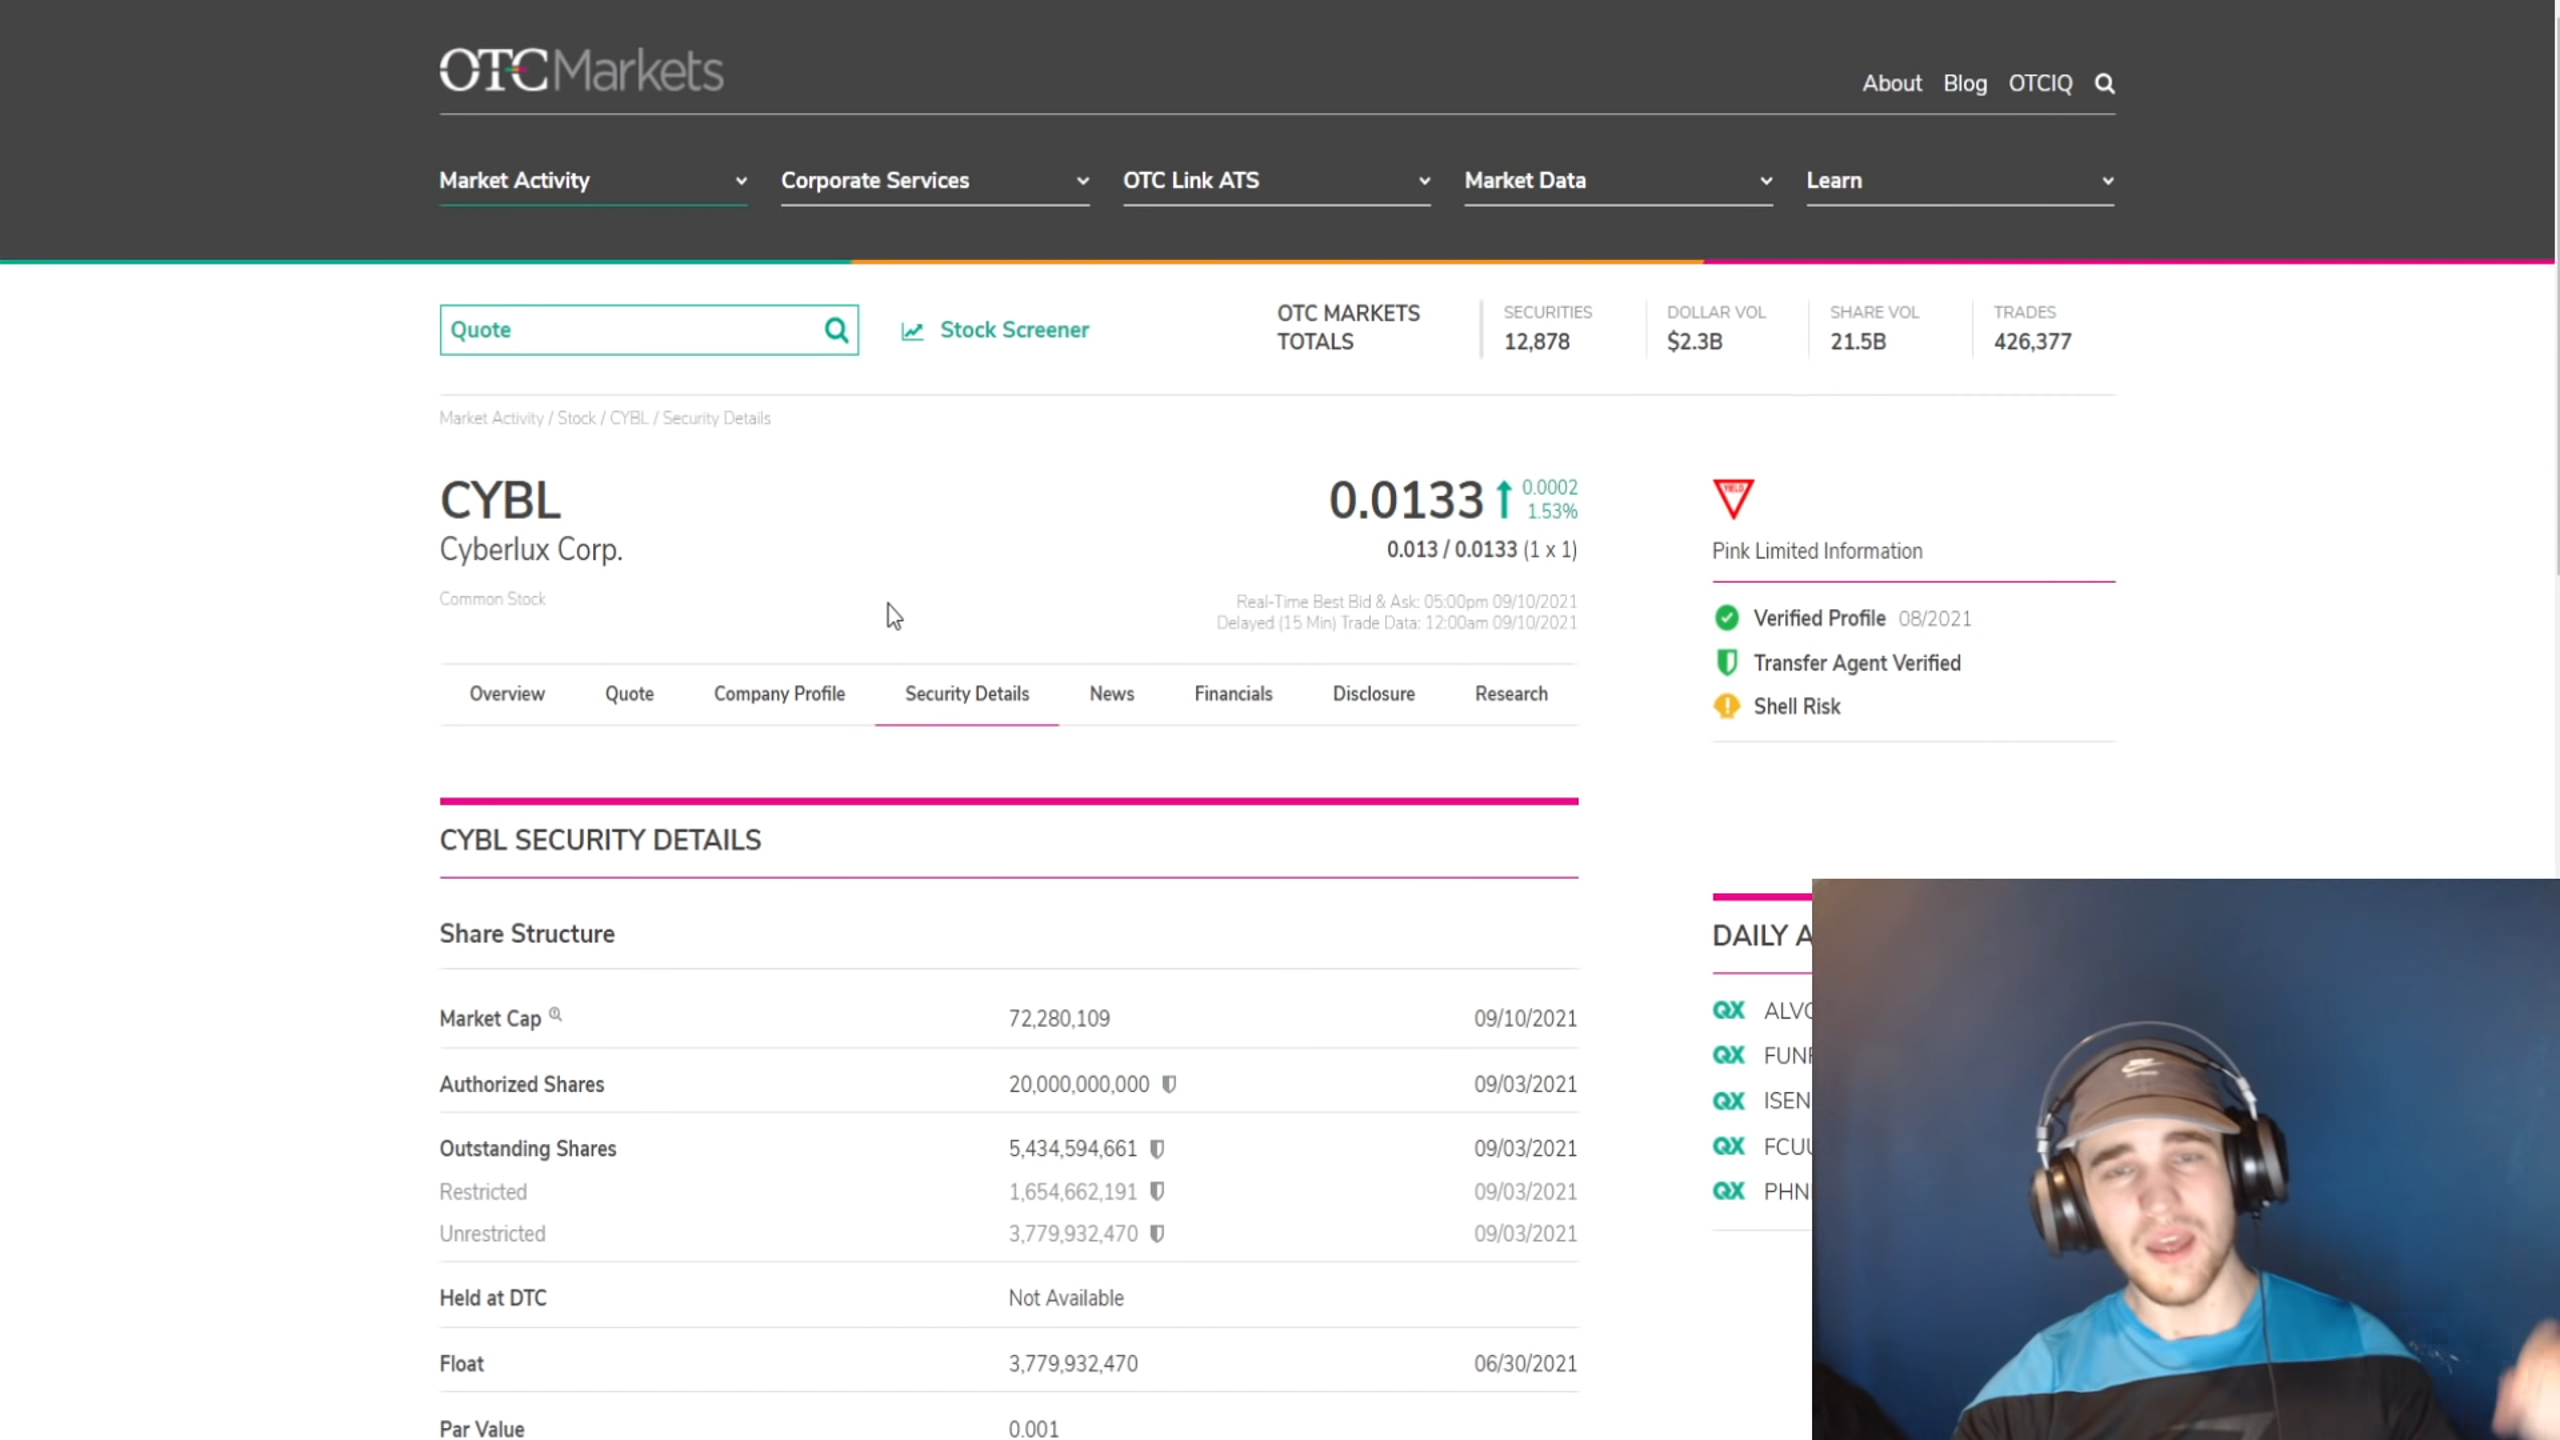 OTC Markets
About Blog OTCIQ
Market Activity Corporate Services OTC Link ATS Market Data Learn
Quote
Stock Screener
OTC MARKETS
TOTALS
SECURITIES
12,878
DOLLAR VOL
$2.3B
SHARE VOL
21.5B
TRADES
426,377
Market Activity / Stock / CYBL / Security Details
CYBL
Cyberlux Corp.
Common Stock
0.0133
0.0002
1.53%
0.013 / 0.0133 (1 x 1)
Real-Time Best Bid & Ask: 05:00pm 09/10/2021
Delayed (15 Min) Trade Data: 12:00am 09/10/2021
YIELD
Pink Limited Information
Verified Profile 08/2021
Transfer Agent Verified
Shell Risk
Overview Quote Company Profile Security Details News Financials Disclosure Research
CYBL SECURITY DETAILS
Share Structure
Market Cap 72,280,109 09/10/2021
Authorized Shares 20,000,000,000 09/03/2021
Outstanding Shares 5,434,594,661 09/03/2021
Restricted 1,654,662,191 09/03/2021
Unrestricted 3,779,932,470 09/03/2021
Held at DTC Not Available
Float 3,779,932,470 06/30/2021
Par Value 0.001
DAILY A
QX ALVO
QX FUN
QX ISEN
QX FCUU
QX PHN